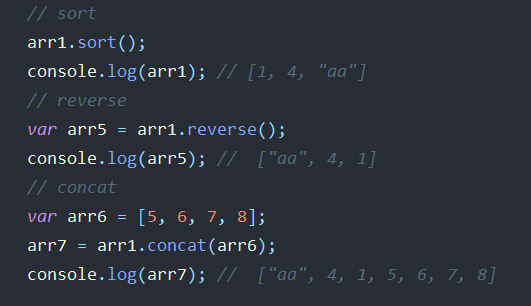 // sort
arr1.sort();
console.log(arr1); // [1, 4, "aa"]
// reverse
var arr5 = arr1.reverse();
console.log(arr5); //  ["aa", 4, 1]
// concat
var arr6 = [5, 6, 7, 8];
arr7 = arr1.concat(arr6);
console.log(arr7); //  ["aa", 4, 1, 5, 6, 7, 8]